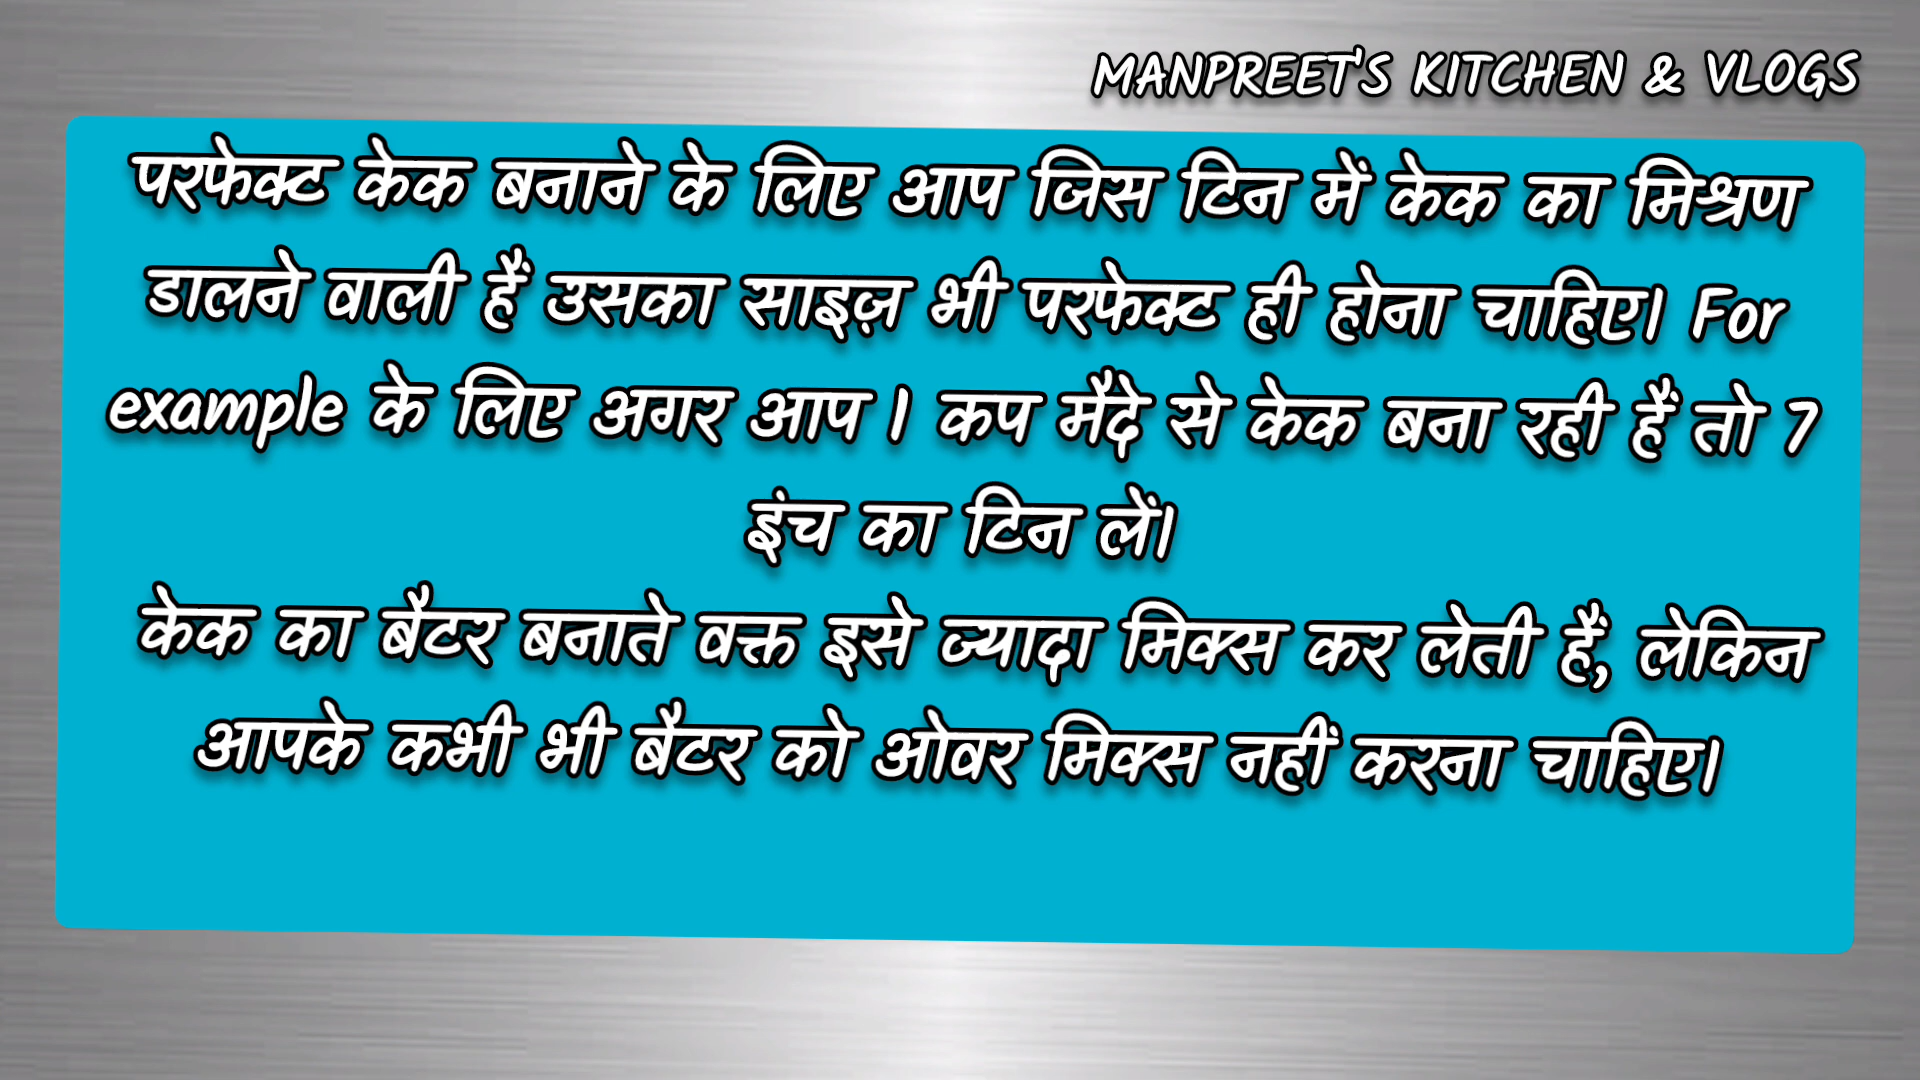 MANPREET'S KITCHEN & VLOGS
परफेक्ट केक बनाने के लिए आप जिस टिन में केक का मिश्रण
डालने वाली हैं उसका साइज़ भी परफेक्ट ही होना चाहिए। For
example के लिए अगर आप 1 कप मैदे से केक बना रही हैं तो 7
इंच का टिन लें।
केक का बैटर बनाते वक्त इसे ज्यादा मिक्स कर लेती हैं, लेकिन
आपके कभी भी बैटर को ओवर मिक्स नहीं करना चाहिए।